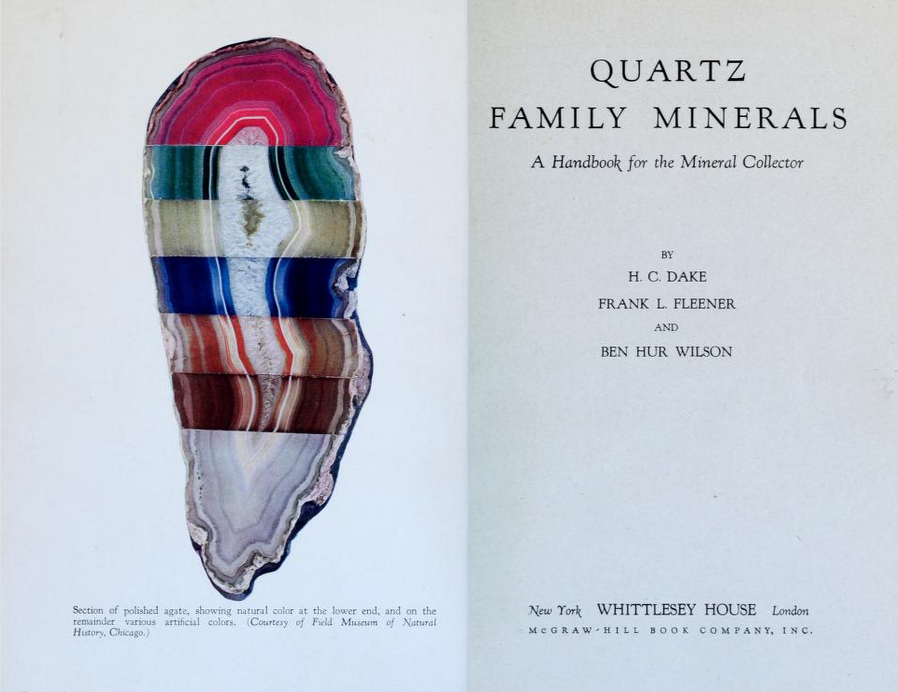 Section of polished agate, showing natural color at the lower end, and on the
remainder various artificial colors. (Courtesy of Field Museum of Natural
History, Chicago.)
QUARTZ
FAMILY MINERALS
A Handbook for the Mineral Collector
BY
H. C. DAKE
FRANK L. FLEENER
AND
BEN HUR WILSON
New York WHITTLESEY HOUSE London
McGRAW-HILL BOOK COMPANY, INC.